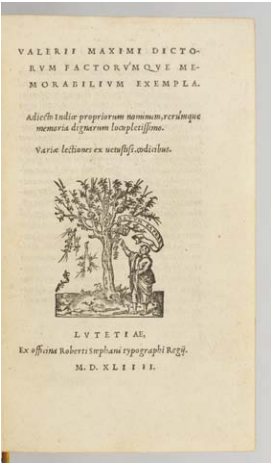 VALERII MAXIMI DICTO-
RVM FACTORVMQVE ME-
MORABILIVM EXEMPLA.
Adiecto Indice propriorum nominum, rerúmque
memoria dignarum locupletissimo.
Variæ lectiones ex uetustiss. codicibus.
LVTETIAE,
Ex officina Roberti Stephani typographi Regij.
M. D. XLIIII.